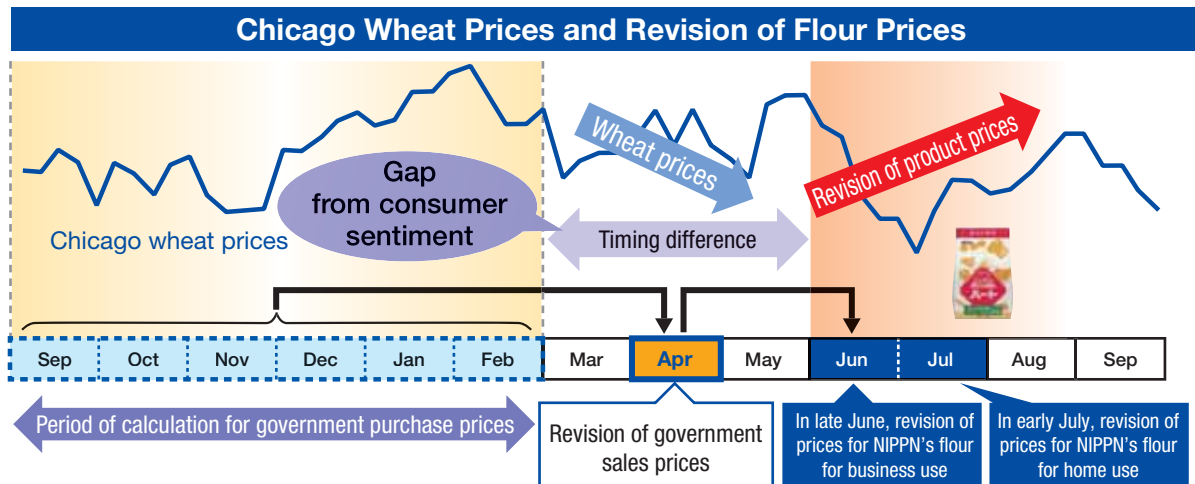 Chicago Wheat Prices and Revision of Flour Prices
Wheat prices
Revision of product prices
Gap
from consumer
sentiment
Chicago wheat prices
Timing difference
Sep
Oct
Nov
Dec
Jan
Feb
Mar
Apr
May
Jun
Jul
Aug
Sep
Period of calculation for government purchase prices
Revision of government
sales prices
In late June, revision of
prices for NIPPN's flour
for business use
In early July, revision of
prices for NIPPN's flour
for home use